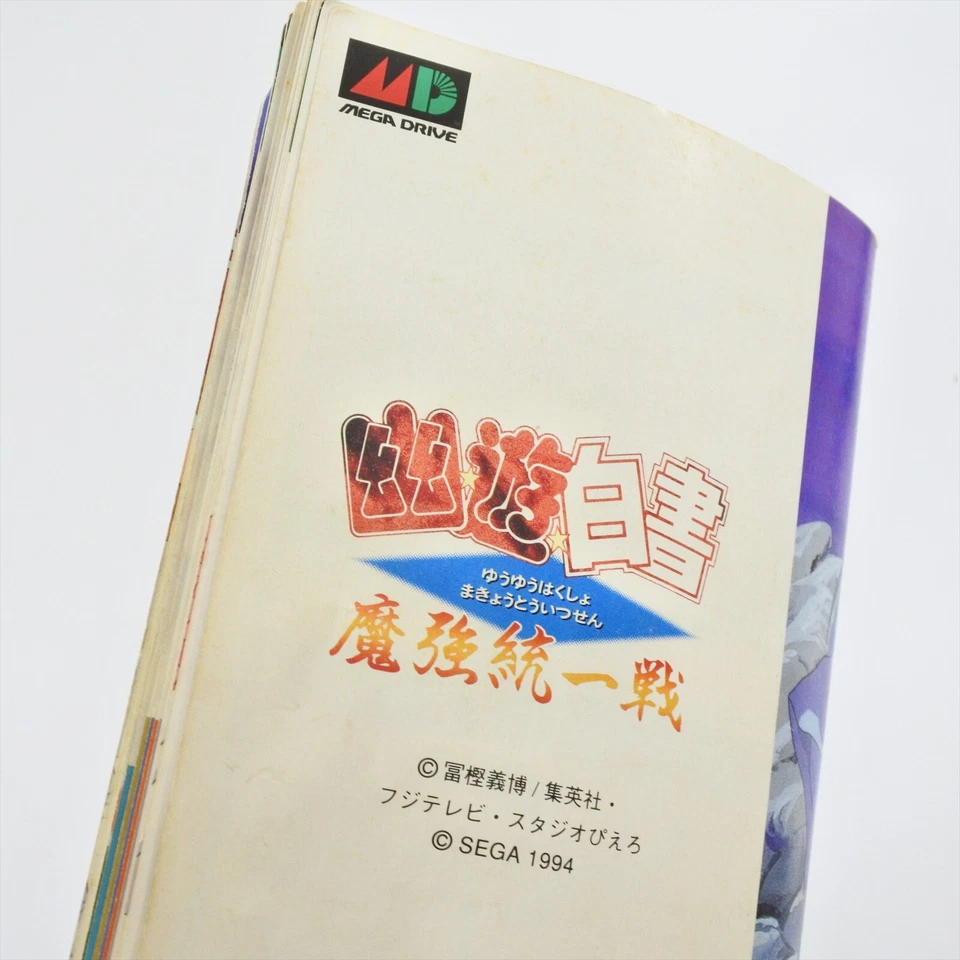 MD
MEGA DRIVE
幽☆遊☆白書
ゆうゆうはくしょ
まきょうとういつせん
魔強統一戦
© 冨樫義博 / 集英社・
フジテレビ・スタジオぴえろ
© SEGA 1994